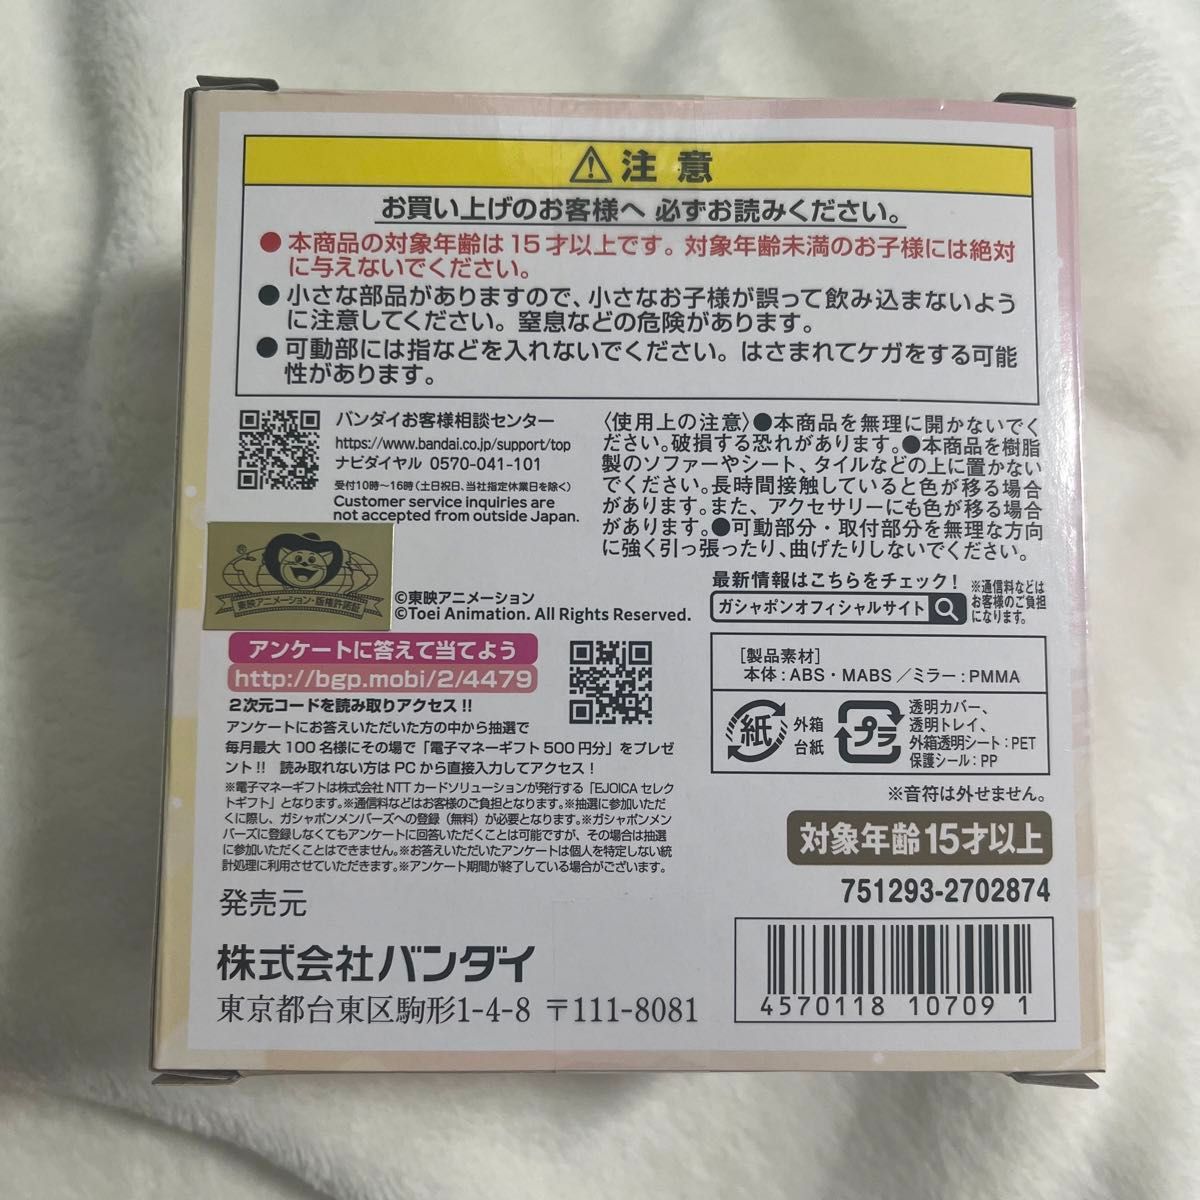 注意
お買い上げのお客様へ 必ずお読みください。
●本商品の対象年齢は15才以上です。対象年齢未満のお子様には絶対
に与えないでください。
●小さな部品がありますので、小さなお子様が誤って飲み込まないよう
に注意してください。窒息などの危険があります。
●可動部には指などを入れないでください。はさまれてケガをする可能
性があります。
バンダイお客様相談センター
https://www.bandai.co.jp/support/top
ナビダイヤル 0570-041-101
受付10時～16時(土日祝日、当社指定休業日を除く)
Customer service inquiries are
not accepted from outside Japan.
〈使用上の注意〉●本商品を無理に開かないでく
ださい。破損する恐れがあります。●本商品を樹脂
製のソファーやシート、タイルなどの上に置かない
でください。長時間接触していると色が移る場合
があります。また、アクセサリーにも色が移る場合
があります。●可動部分・取付部分を無理な方向
に強く引っ張ったり、曲げたりしないでください。
東映アニメーション・版権許諾証
©東映アニメーション
©Toei Animation. All Rights Reserved.
最新情報はこちらをチェック!
ガシャポンオフィシャルサイト
※通信料などは
お客様のご負担
になります。
アンケートに答えて当てよう
http://bgp.mobi/2/4479
2次元コードを読み取りアクセス!!
アンケートにお答えいただいた方の中から抽選で
毎月最大100名様にその場で「電子マネーギフト500円分」をプレゼ
ント!! 読み取れない方はPCから直接入力してアクセス!
※電子マネーギフトは株式会社NTTカードソリューションが発行する「EJOICAセレク
トギフト」となります。※通信料などはお客様のご負担となります。※抽選に参加いただ
くに際し、ガシャポンメンバーズへの登録(無料)が必要となります。※ガシャポンメン
バーズに登録しなくてもアンケートに回答いただくことは可能ですが、その場合は抽選
に参加いただくことはできません。※お答えいただいたアンケートは個人を特定しない統
計処理に利用させていただきます。※アンケート期間が終了している場合がございます。
[製品素材]
本体:ABS・MABS/ミラー:PMMA
紙
外箱
台紙
プラ
透明カバー、
透明トレイ、
外箱透明シート:PET
保護シール:PP
※音符は外せません。
対象年齢15才以上
751293-2702874
発売元
株式会社バンダイ
東京都台東区駒形1-4-8 〒111-8081
4570118 10709 1